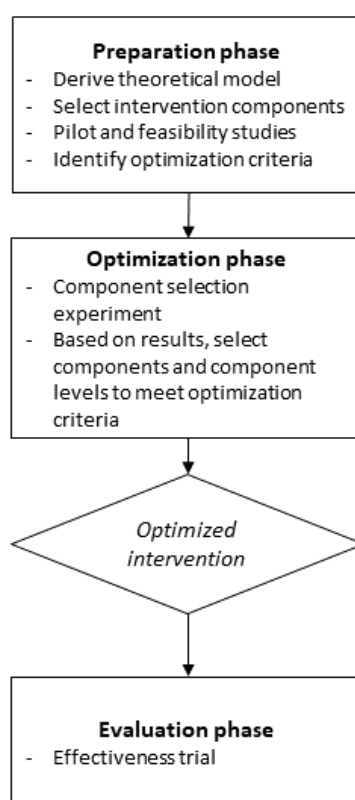 Preparation phase
- Derive theoretical model
- Select intervention components
- Pilot and feasibility studies
- Identify optimization criteria
Optimization phase
- Component selection
experiment
- Based on results, select
components and component
levels to meet optimization
criteria
Optimized
intervention
Evaluation phase
- Effectiveness trial